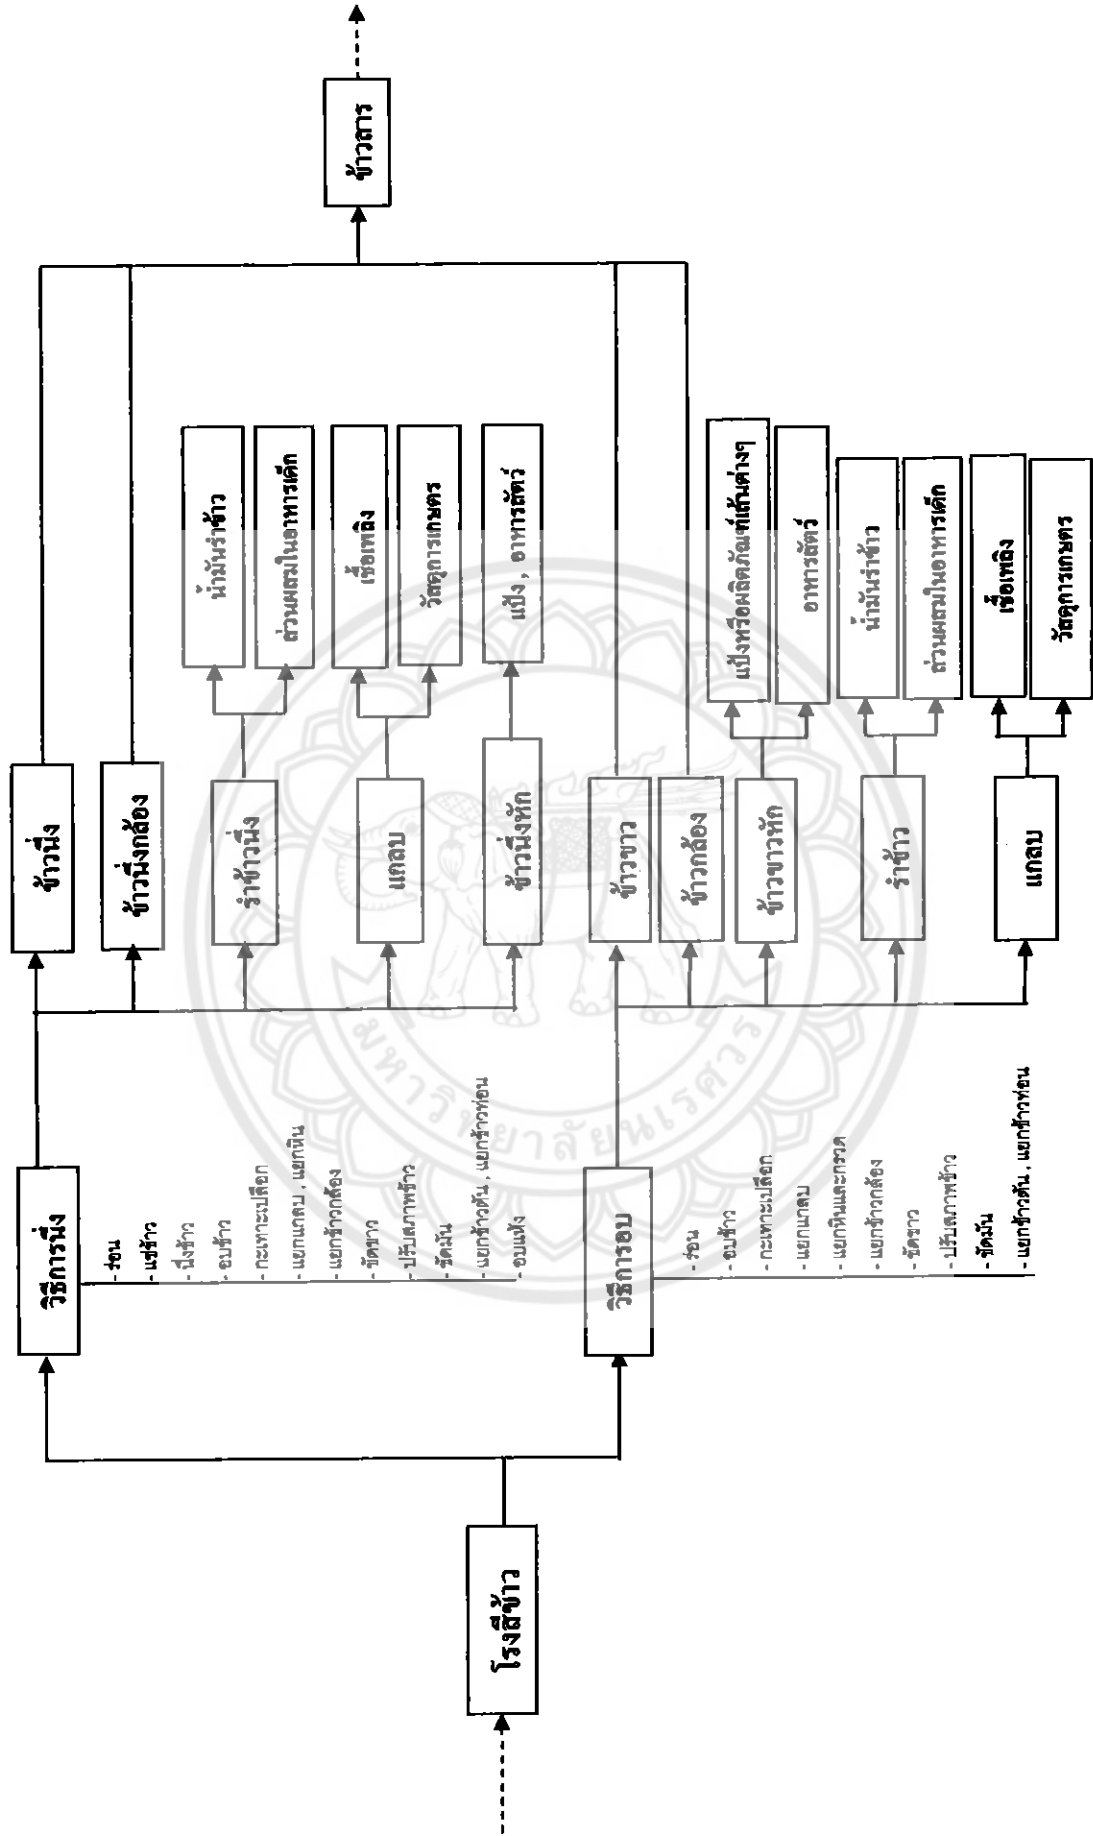 โรงสีข้าว
วิธีการนึ่ง
- ร่อน
- แช่ข้าว
- นึ่งข้าว
- อบข้าว
- กะเทาะเปลือก
- แยกแกลบ , แยกหิน
- แยกข้าวกล้อง
- ขัดขาว
- ปรับสภาพข้าว
- ขัดมัน
- แยกข้าวต้น , แยกข้าวท่อน
- อบแห้ง
ข้าวนึ่ง
ข้าวนึ่งกล้อง
รำข้าวนึ่ง
น้ำมันรำข้าว
ส่วนผสมในอาหารเด็ก
แกลบ
เชื้อเพลิง
วัสดุการเกษตร
ข้าวนึ่งหัก
แป้ง , อาหารสัตว์
วิธีการอบ
- ร่อน
- อบข้าว
- กะเทาะเปลือก
- แยกแกลบ
- แยกหินและกรวด
- แยกข้าวกล้อง
- ขัดขาว
- ปรับสภาพข้าว
- ขัดมัน
- แยกข้าวต้น , แยกข้าวท่อน
ข้าวขาว
ข้าวกล้อง
ข้าวขาวหัก
แป้งหรือผลิตภัณฑ์เส้นต่างๆ
อาหารสัตว์
รำข้าว
น้ำมันรำข้าว
ส่วนผสมในอาหารเด็ก
แกลบ
เชื้อเพลิง
วัสดุการเกษตร
ข้าวสาร
มหาวิทยาลัยนเรศวร